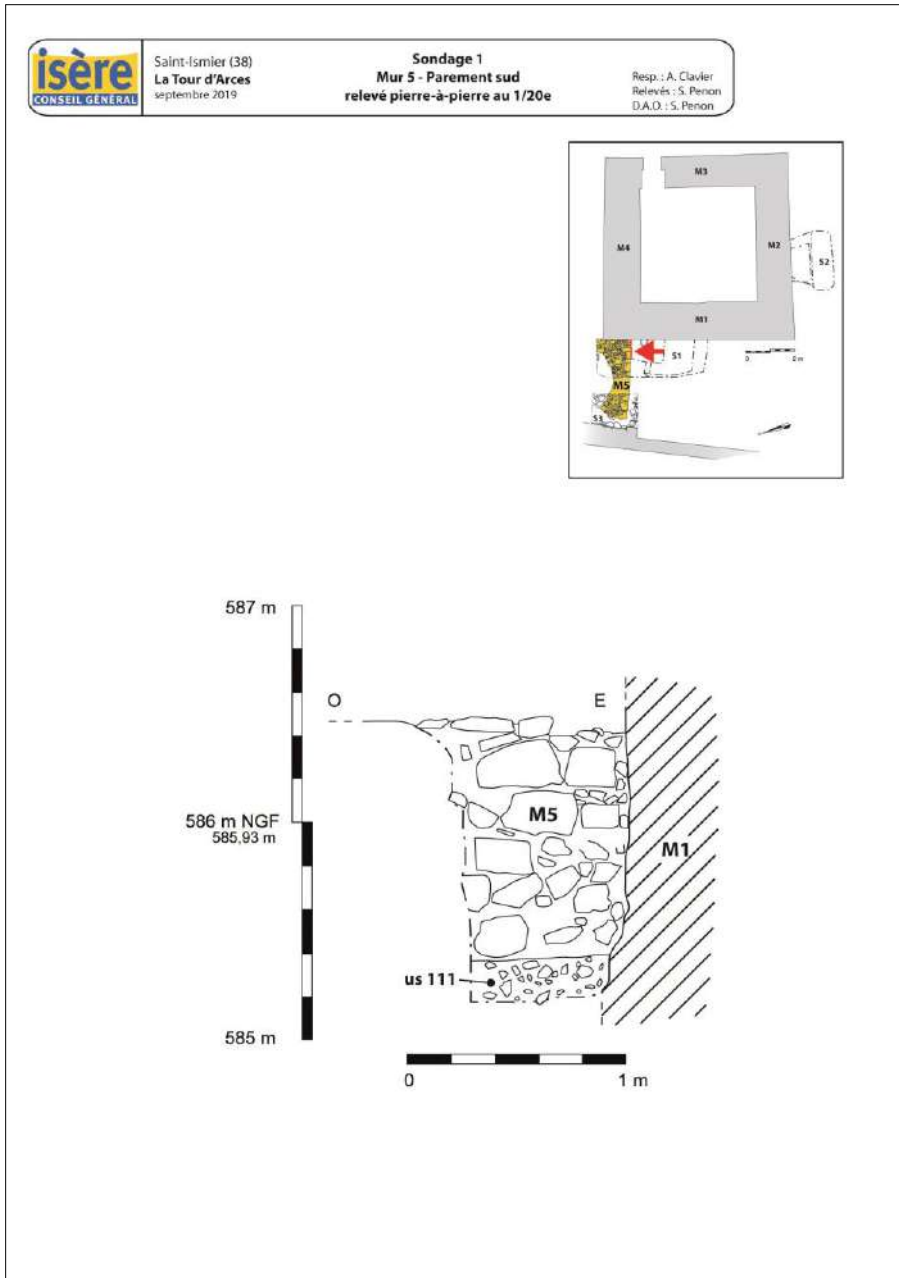 isère
CONSEIL GÉNÉRAL
Saint-Ismier (38)
La Tour d'Arces
septembre 2019
Sondage 1
Mur 5 - Parement sud
relevé pierre-à-pierre au 1/20e
Resp. : A. Clavier
Relevés : S. Penon
D.A.O. : S. Penon
M3
M4
M2
S2
M1
S1
0
M5
S3
587 m
O
E
586 m NGF
585,93 m
M5
M1
us 111
585 m
0
1 m